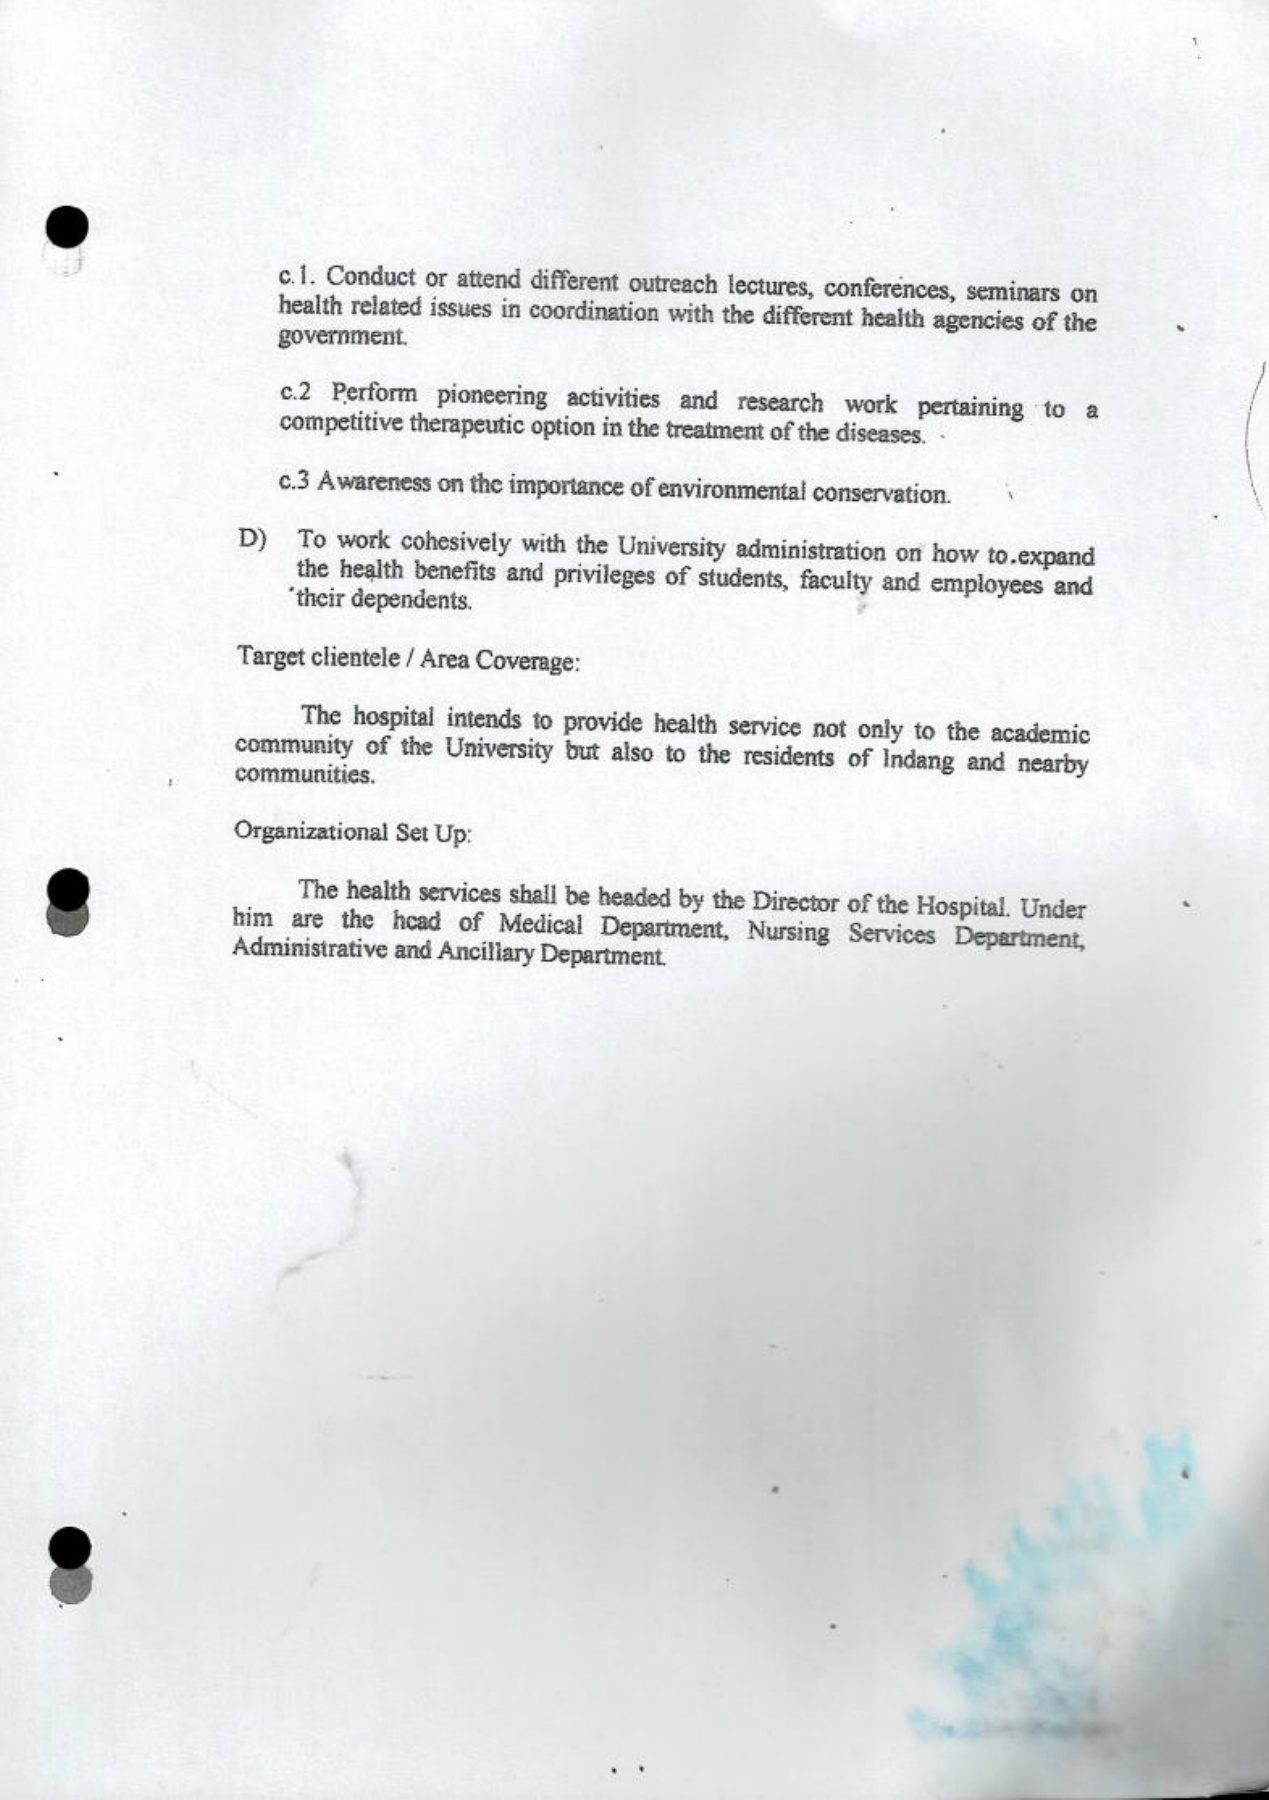 c.1. Conduct or attend different outreach lectures, conferences, seminars on
health related issues in coordination with the different health agencies of the
government.
c.2 Perform pioneering activities and research work pertaining to a
competitive therapeutic option in the treatment of the diseases.
c.3 Awareness on the importance of environmental conservation.
D) To work cohesively with the University administration on how to expand
the health benefits and privileges of students, faculty and employees and
their dependents.
Target clientele / Area Coverage:
The hospital intends to provide health service not only to the academic
community of the University but also to the residents of Indang and nearby
communities.
Organizational Set Up:
The health services shall be headed by the Director of the Hospital. Under
him are the head of Medical Department, Nursing Services Department,
Administrative and Ancillary Department.